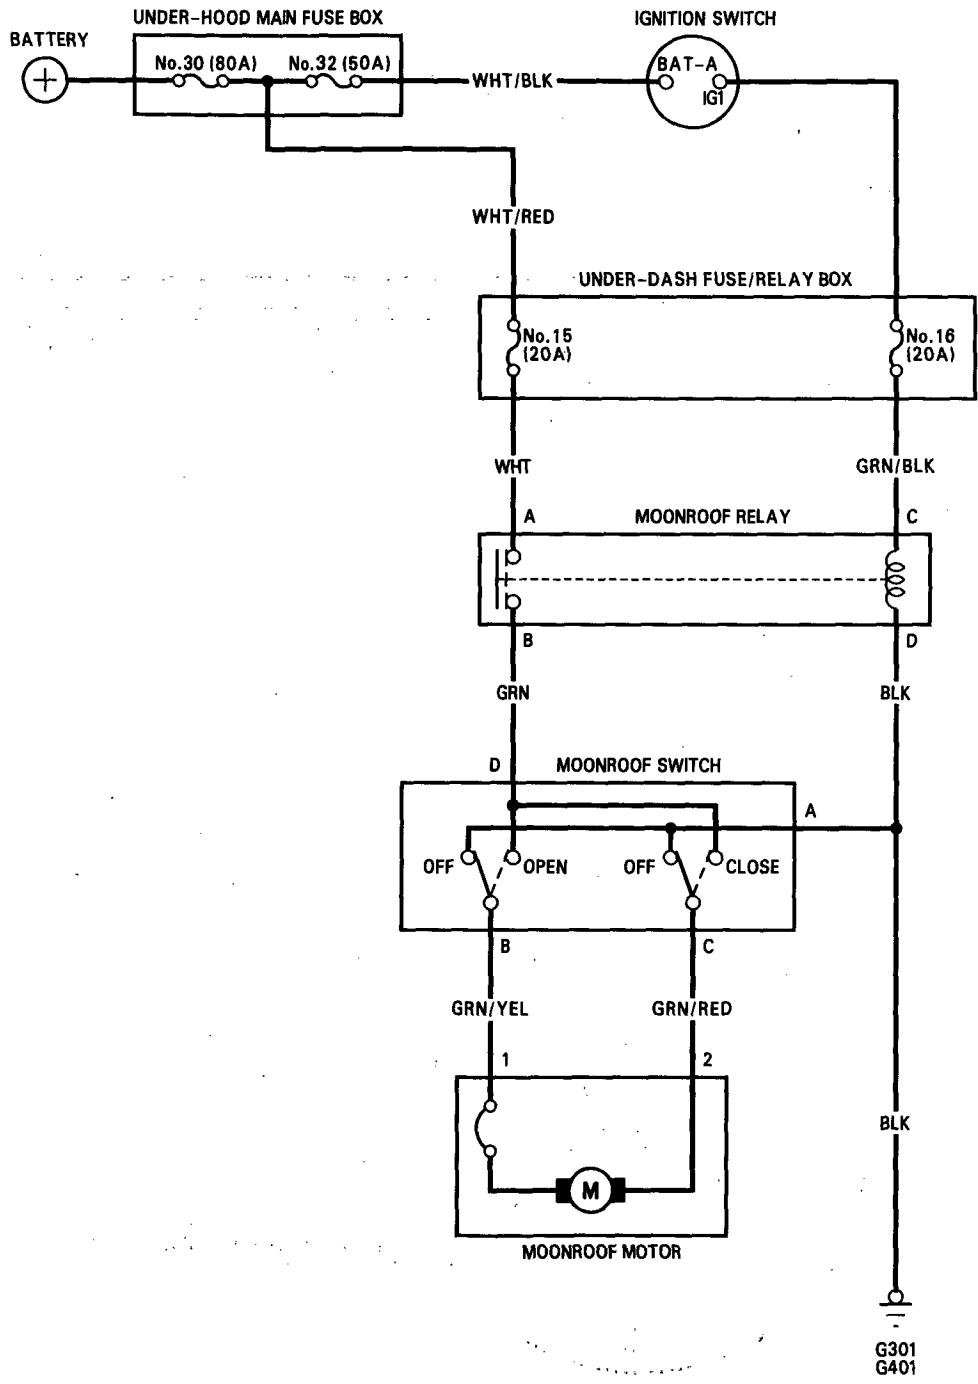 UNDER-HOOD MAIN FUSE BOX
IGNITION SWITCH
BATTERY
No.30 (80A)
No.32 (50A)
BAT-A
WHT/BLK
IG1
WHT/RED
UNDER-DASH FUSE/RELAY BOX
No.15
(20A)
No.16
(20A)
WHT
GRN/BLK
A
MOONROOF RELAY
C
B
D
GRN
BLK
D
MOONROOF SWITCH
A
OFF
OPEN
OFF
CLOSE
B
C
GRN/YEL
GRN/RED
1
2
BLK
M
MOONROOF MOTOR
G301
G401